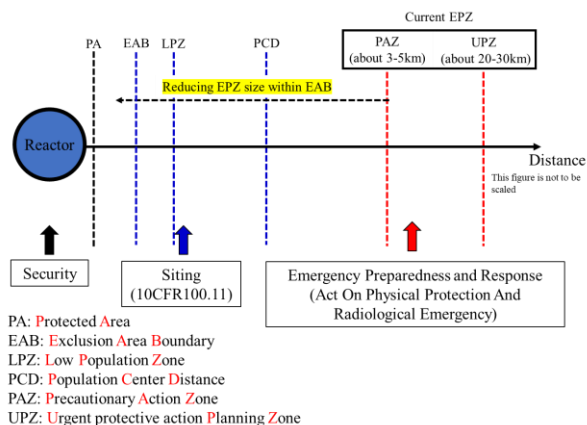 Current EPZ
PA
EAB
LPZ
PCD
PAZ
(about 3-5km)
UPZ
(about 20-30km)
Reducing EPZ size within EAB
Reactor
Distance
This figure is not to be
scaled
Security
Siting
(10CFR100.11)
Emergency Preparedness and Response
(Act On Physical Protection And
Radiological Emergency)
PA: Protected Area
EAB: Exclusion Area Boundary
LPZ: Low Population Zone
PCD: Population Center Distance
PAZ: Precautionary Action Zone
UPZ: Urgent protective action Planning Zone